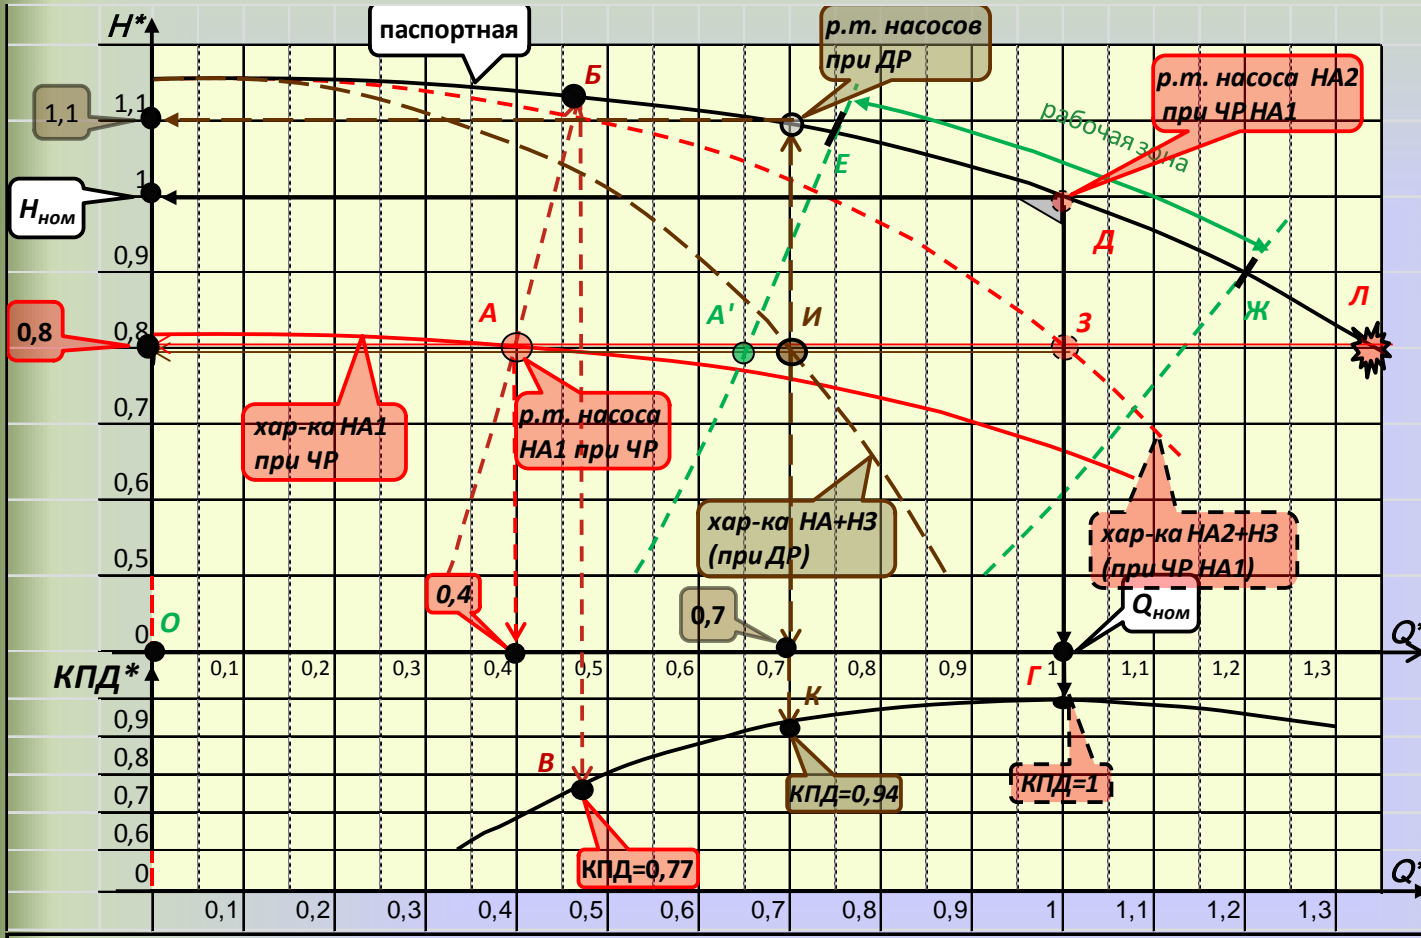 H*
паспортная
Б
р.т. насосов
при ДР
р.т. насоса НА2
при ЧР НА1
рабочая зона
1,1
1,1
Е
1
Hном
Д
0,9
Л
Ж
0,8
0,8
А
А'
И
З
0,7
хар-ка НА1
при ЧР
р.т. насоса
НА1 при ЧР
0,6
хар-ка НА+НЗ
(при ДР)
хар-ка НА2+НЗ
(при ЧР НА1)
0,5
0,4
0,7
Qном
О
0
Q*
0,1
0,2
0,3
0,4
0,5
0,6
0,7
0,8
0,9
1
1,1
1,2
1,3
КПД*
Г
К
0,9
В
0,8
КПД=0,94
КПД=1
0,7
0,6
КПД=0,77
0
Q*
0,1
0,2
0,3
0,4
0,5
0,6
0,7
0,8
0,9
1
1,1
1,2
1,3